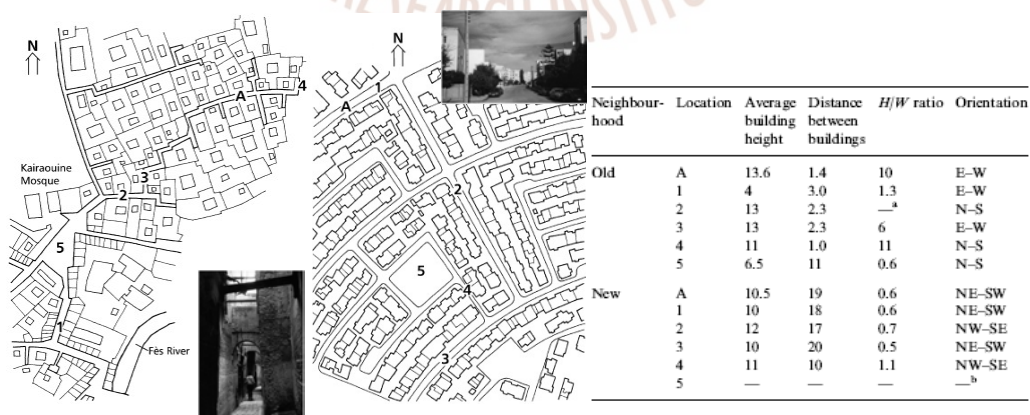 SEARCH INSTITU
N
4
A
3
Kairaouine
Mosque
2
5
1
Fès River
N
1
A
2
5
4
3
Neighbour- Location Average Distance H/W ratio Orientation
hood building between
height buildings
Old A 13.6 1.4 10 E–W
1 4 3.0 1.3 E–W
2 13 2.3 —a N–S
3 13 2.3 6 E–W
4 11 1.0 11 N–S
5 6.5 11 0.6 N–S
New A 10.5 19 0.6 NE–SW
1 10 18 0.6 NE–SW
2 12 17 0.7 NW–SE
3 10 20 0.5 NE–SW
4 11 10 1.1 NW–SE
5 — — — —b